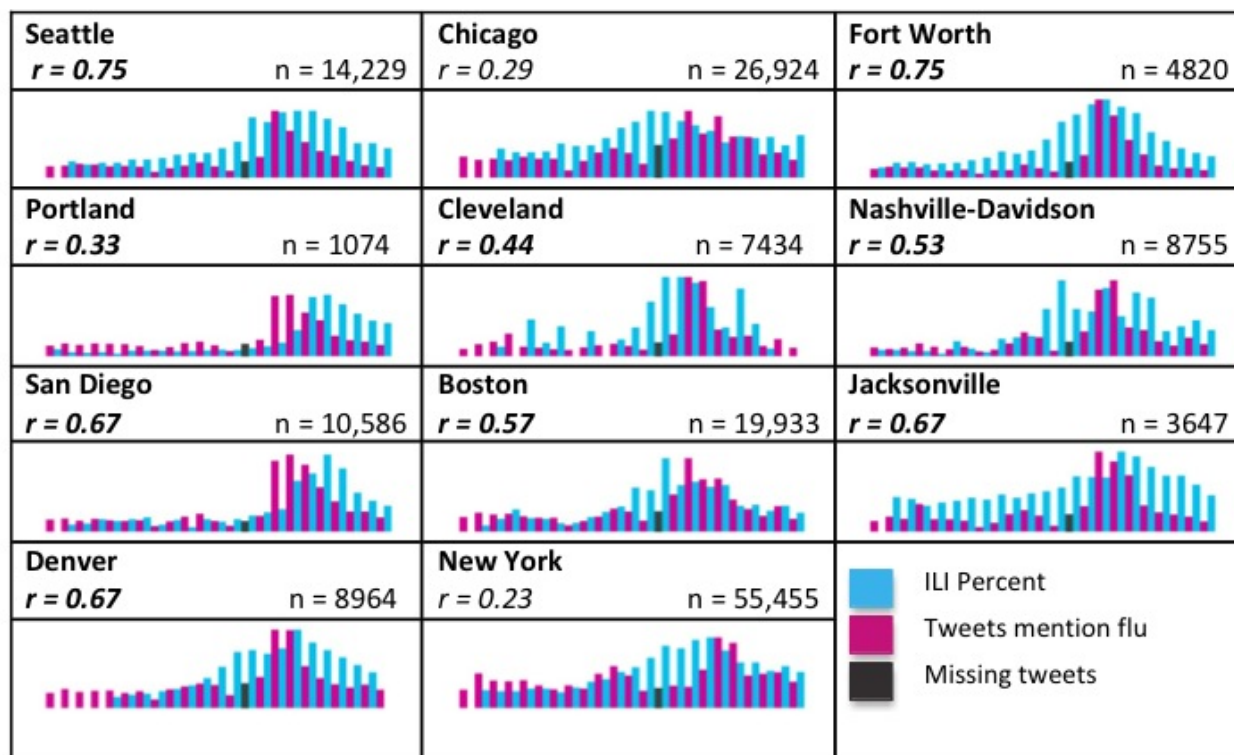 Seattle
r = 0.75 n = 14,229
Chicago
r = 0.29 n = 26,924
Fort Worth
r = 0.75 n = 4820
Portland
r = 0.33 n = 1074
Cleveland
r = 0.44 n = 7434
Nashville-Davidson
r = 0.53 n = 8755
San Diego
r = 0.67 n = 10,586
Boston
r = 0.57 n = 19,933
Jacksonville
r = 0.67 n = 3647
Denver
r = 0.67 n = 8964
New York
r = 0.23 n = 55,455
ILI Percent
Tweets mention flu
Missing tweets